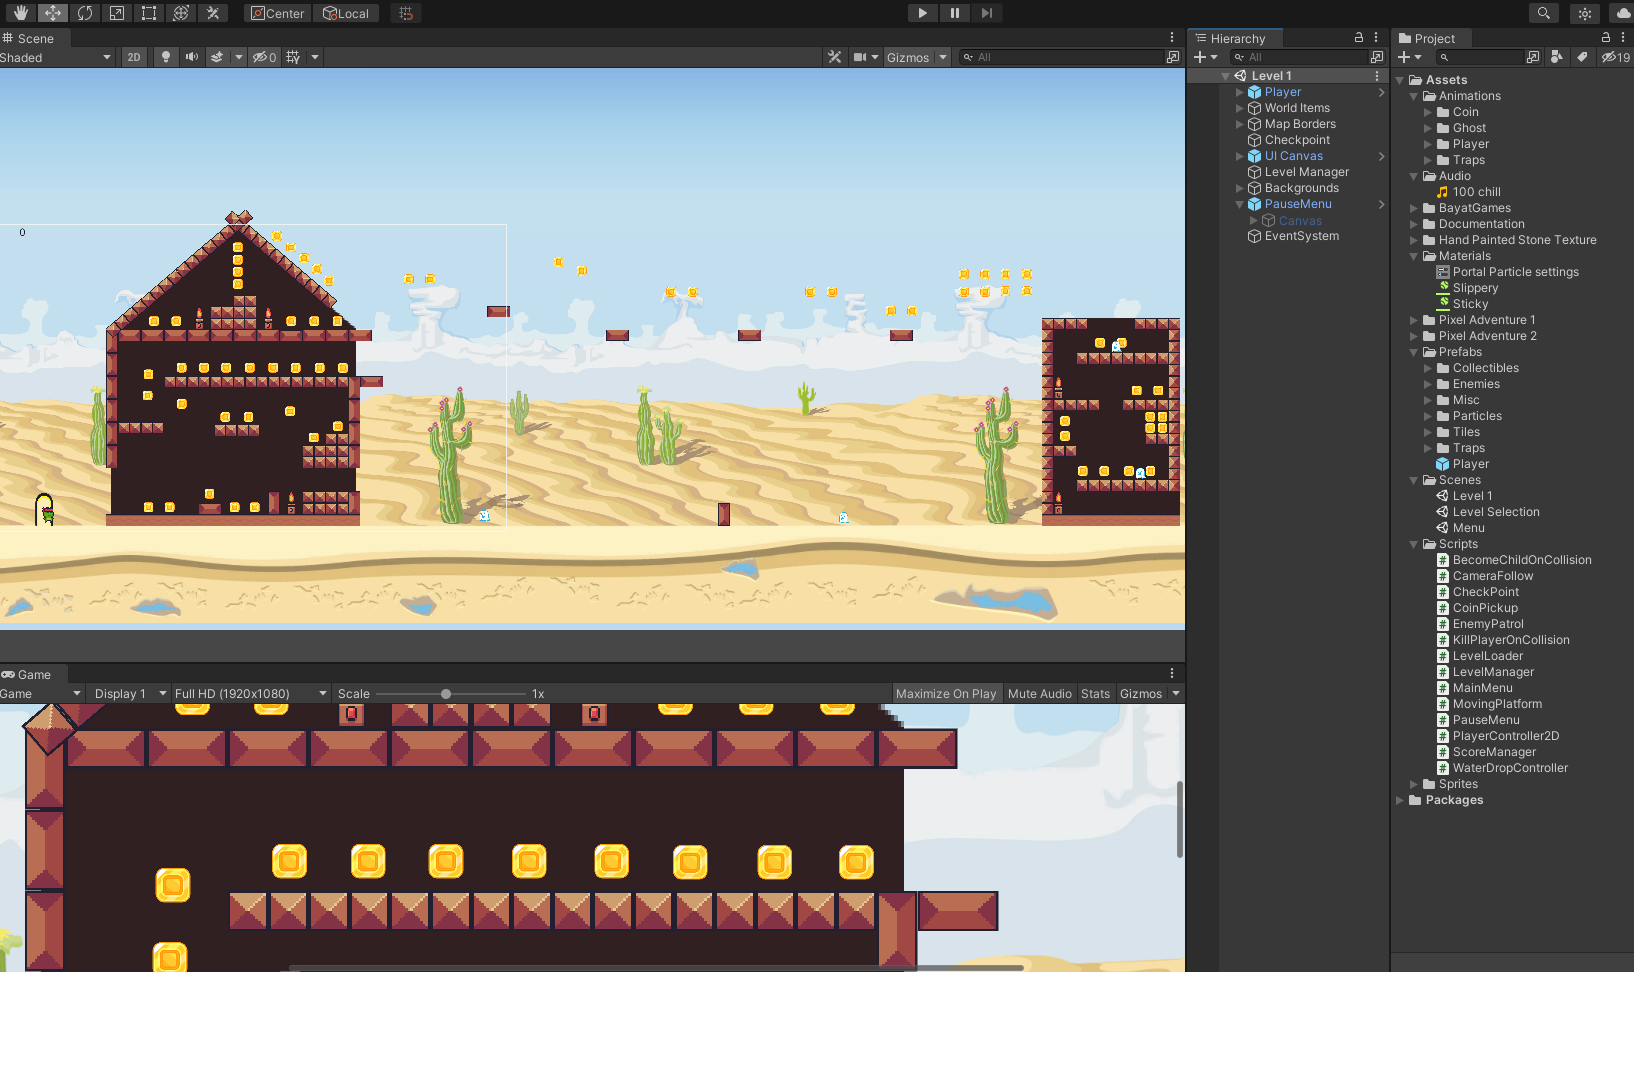 Center
Local
Scene
Shaded
2D
0
Gizmos
All
0
Game
Game
Display 1
Full HD (1920x1080)
Scale
1x
Maximize On Play
Mute Audio
Stats
Gizmos
Hierarchy
All
Level 1
Player
World Items
Map Borders
Checkpoint
UI Canvas
Level Manager
Backgrounds
PauseMenu
Canvas
EventSystem
Project
19
Assets
Animations
Coin
Ghost
Player
Traps
Audio
100 chill
BayatGames
Documentation
Hand Painted Stone Texture
Materials
Portal Particle settings
Slippery
Sticky
Pixel Adventure 1
Pixel Adventure 2
Prefabs
Collectibles
Enemies
Misc
Particles
Tiles
Traps
Player
Scenes
Level 1
Level Selection
Menu
Scripts
BecomeChildOnCollision
CameraFollow
CheckPoint
CoinPickup
EnemyPatrol
KillPlayerOnCollision
LevelLoader
LevelManager
MainMenu
MovingPlatform
PauseMenu
PlayerController2D
ScoreManager
WaterDropController
Sprites
Packages